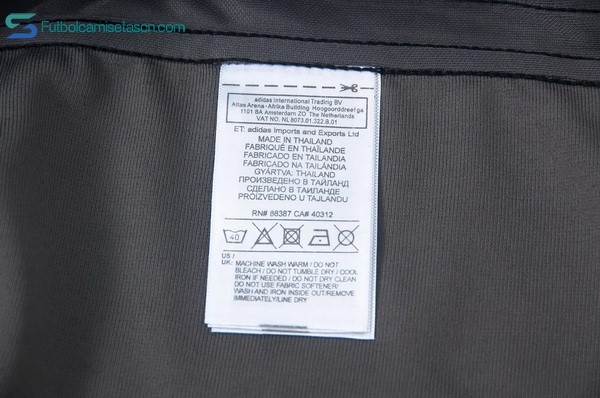 Futbolcamisetascn.com
adidas International Trading BV
Atlas Arena - Afrika Building Hoogoorddreef 9a
1101 BA Amsterdam ZO The Netherlands
VAT NO. NL8073.01.322.B.01
ET: adidas Imports and Exports Ltd
MADE IN THAILAND
FABRIQUÉ EN THAÏLANDE
FABRICADO EN TAILANDIA
FABRICADO NA TAILÂNDIA
GYÁRTVA: THAILAND
ПРОИЗВЕДЕНО В ТАЙЛАНД
СДЕЛАНО В ТАИЛАНДЕ
PROIZVEDENO U TAJLANDU
RN# 88387 CA# 40312
40
US /
UK: MACHINE WASH WARM / DO NOT
BLEACH / DO NOT TUMBLE DRY / COOL
IRON IF NEEDED / DO NOT DRY CLEAN
DO NOT USE FABRIC SOFTENER/
WASH AND IRON INSIDE OUT/REMOVE
IMMEDIATELY/LINE DRY